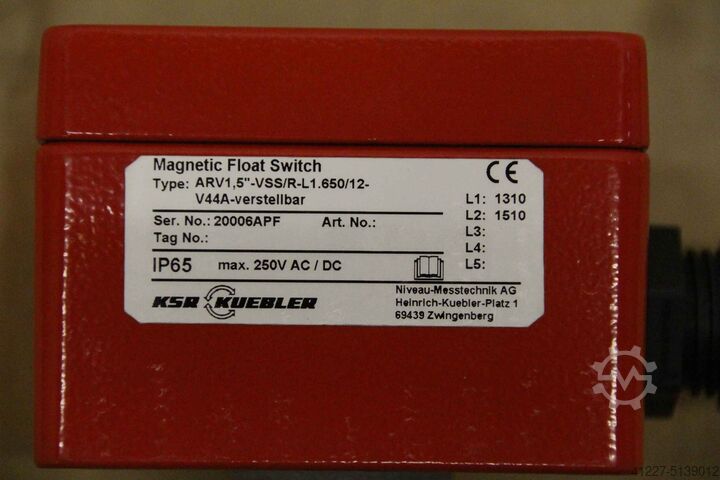 Magnetic Float Switch
Type: ARV1,5"-VSS/R-L1.650/12-
V44A-verstellbar
CE
L1: 1310
L2: 1510
L3:
L4:
L5:
Ser. No.: 20006APF Art. No.:
Tag No.:
IP65 max. 250V AC / DC
KSR KUEBLER
Niveau-Messtechnik AG
Heinrich-Kuebler-Platz 1
69439 Zwingenberg
41227-5139012